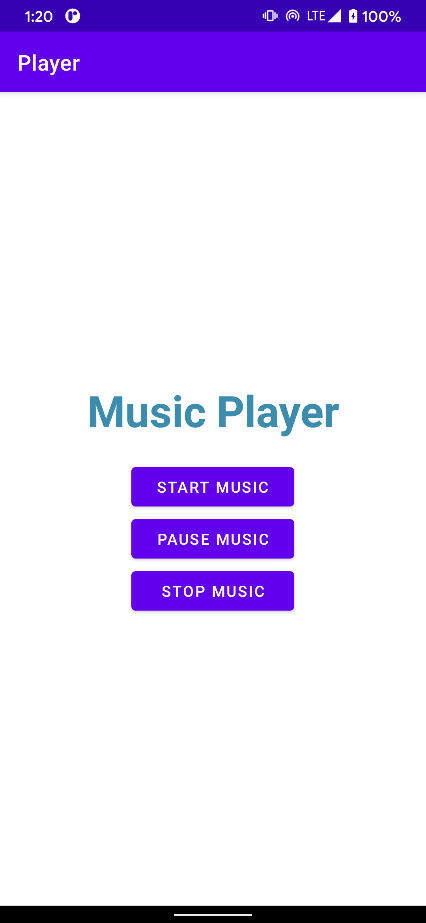 1:20 LTE 100%
Player
Music Player
START MUSIC
PAUSE MUSIC
STOP MUSIC